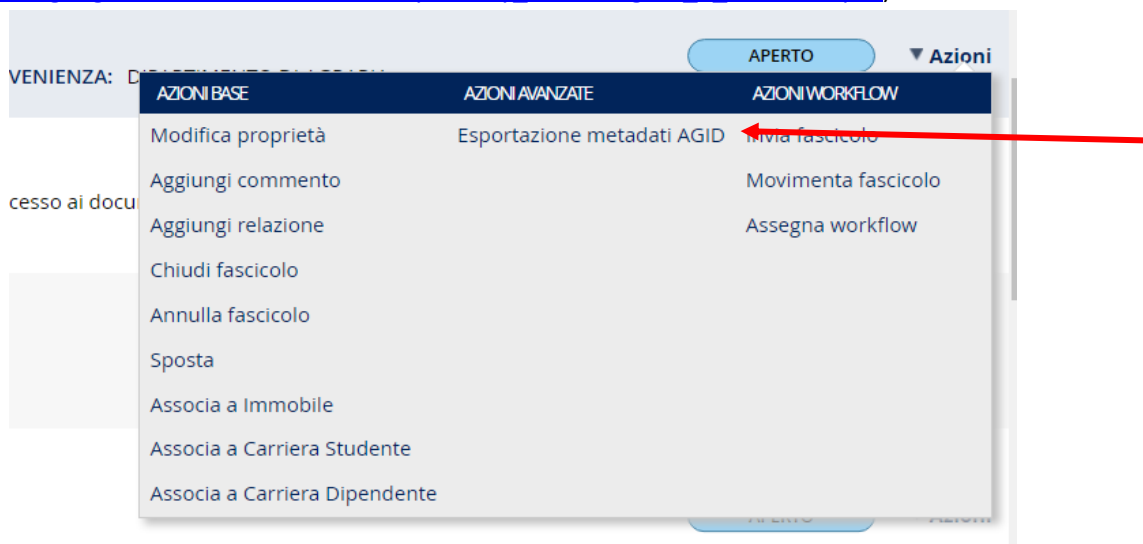 APERTO ▼ Azioni
VENIENZA:
AZIONI BASE AZIONI AVANZATE AZIONI WORKFLOW
Modifica proprietà Esportazione metadati AGID Invia fascicolo
Aggiungi commento Movimenta fascicolo
cesso ai docu
Aggiungi relazione Assegna workflow
Chiudi fascicolo
Annulla fascicolo
Sposta
Associa a Immobile
Associa a Carriera Studente
Associa a Carriera Dipendente